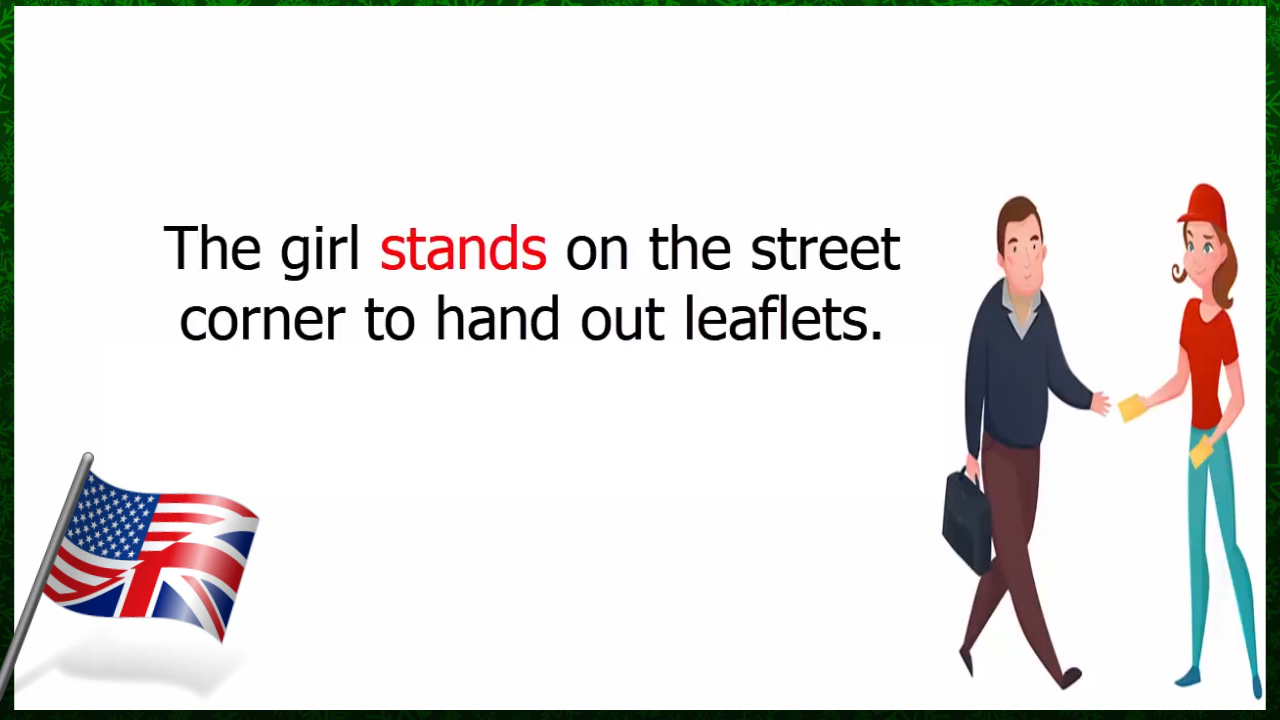 The girl stands on the street
corner to hand out leaflets.